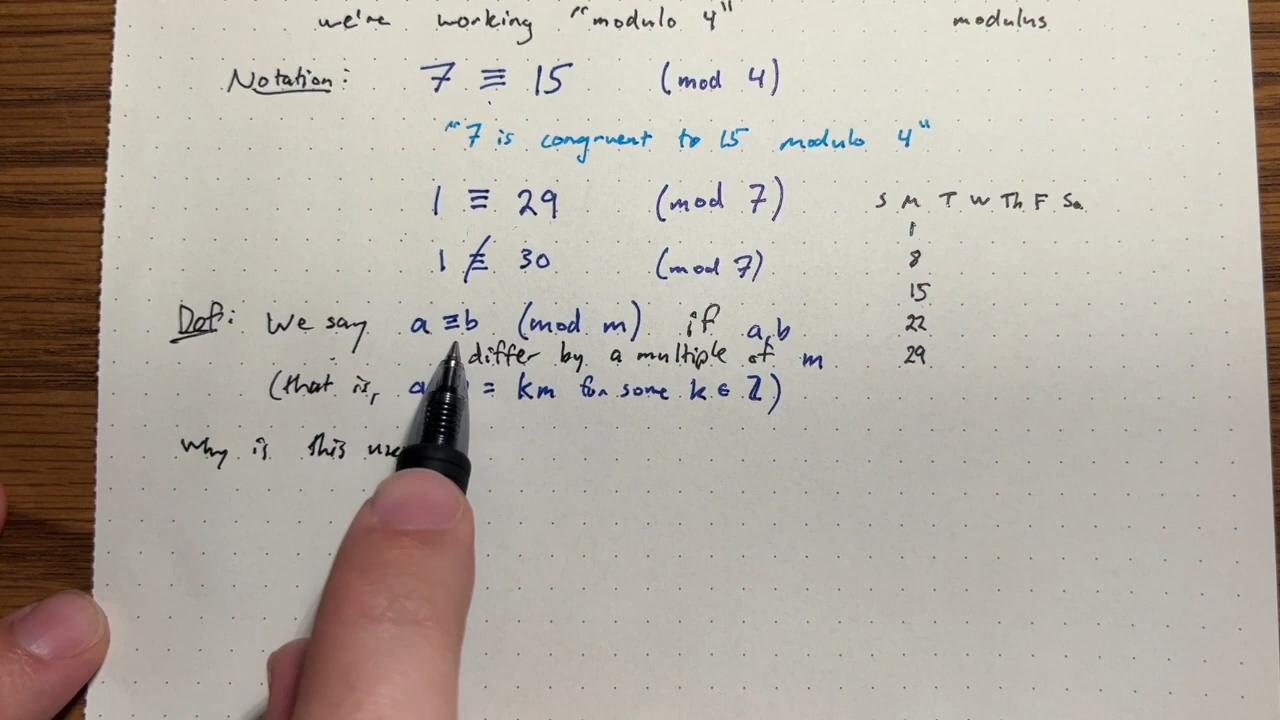 we're working "modulo 4" modulus
Notation: 7 ≡ 15 (mod 4)
"7 is congruent to 15 modulo 4"
1 ≡ 29 (mod 7)
S M T W Th F Sa
1
1 ≢ 30 (mod 7)
8
15
Def: We say a ≡ b (mod m) if a,b
22
differ by a multiple of m
29
(that is, a = km for some k ∈ ℤ)
Why is this